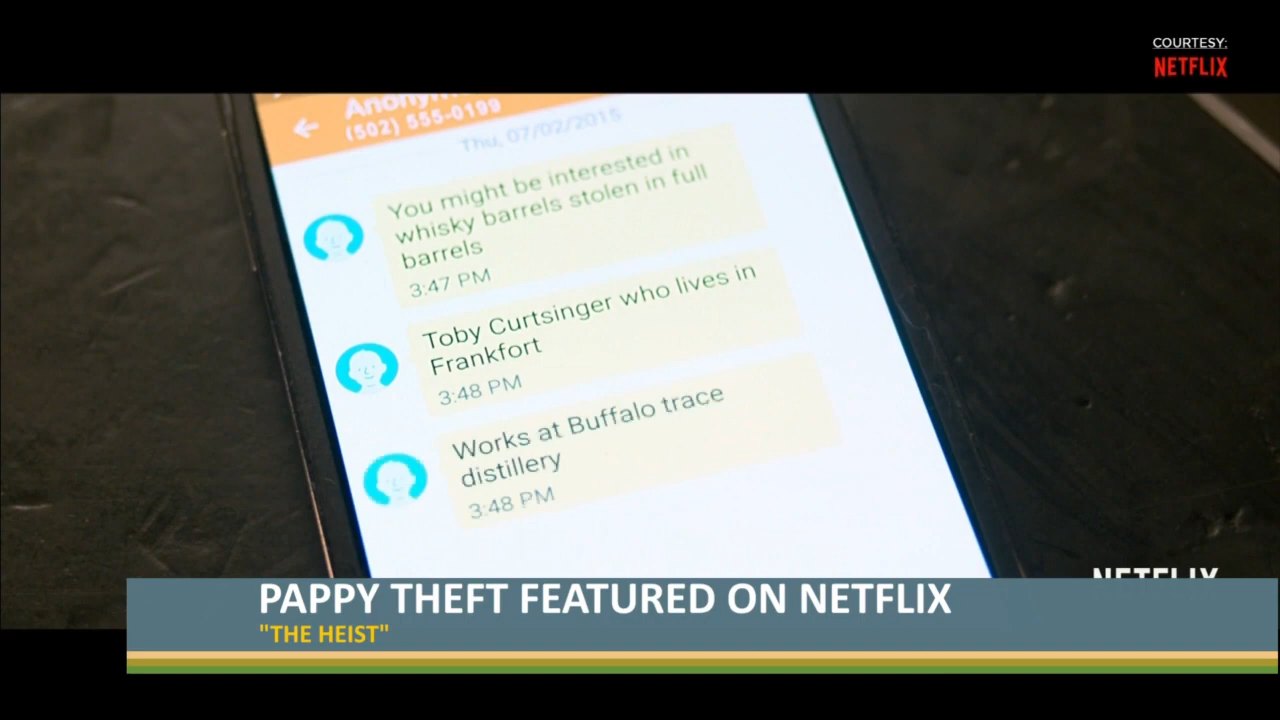 COURTESY:
NETFLIX
(502) 555-0199
Thu, 07/02/2015
You might be interested in
whisky barrels stolen in full
barrels
3:47 PM
Toby Curtsinger who lives in
Frankfort
3:48 PM
Works at Buffalo trace
distillery
3:48 PM
NETFLIX
PAPPY THEFT FEATURED ON NETFLIX
"THE HEIST"